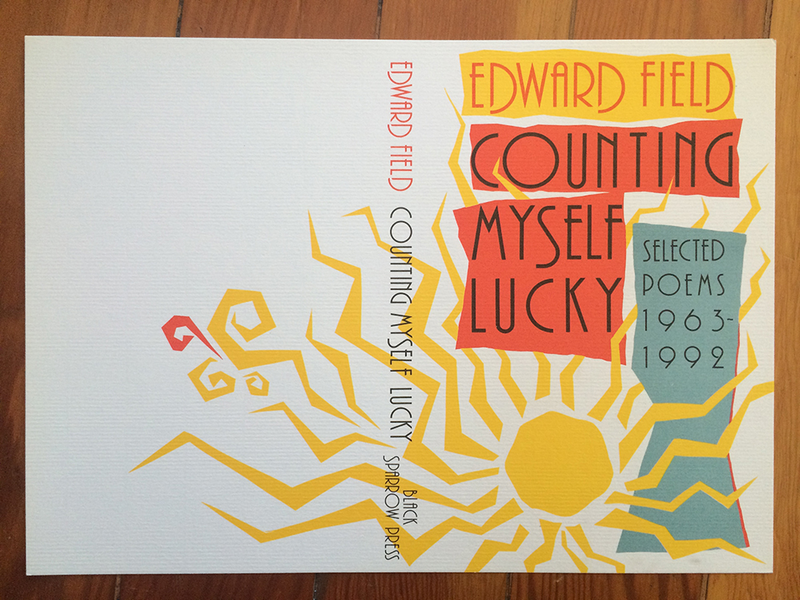 EDWARD FIELD
COUNTING
MYSELF
LUCKY
SELECTED
POEMS
1963-
1992
EDWARD FIELD COUNTING MYSELF LUCKY
BLACK
SPARROW PRESS